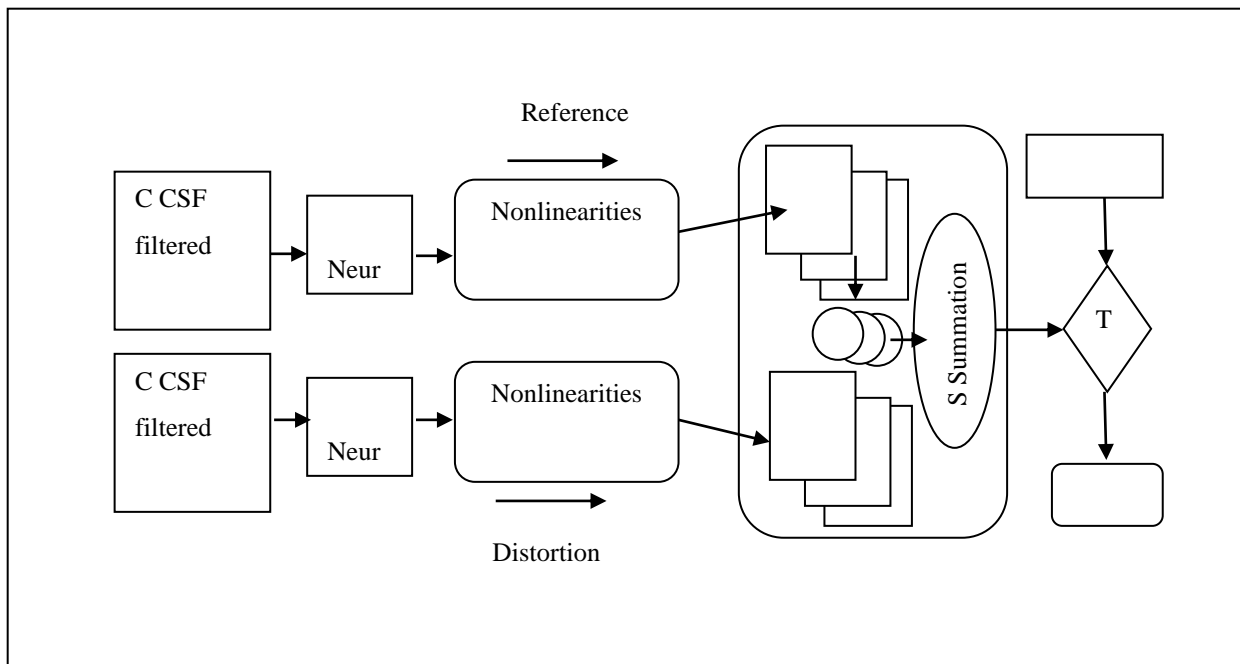 Reference
C CSF
filtered
Neur
Nonlinearities
S Summation
T
C CSF
filtered
Neur
Nonlinearities
Distortion